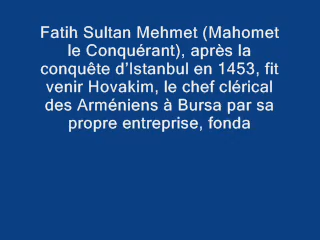 Fatih Sultan Mehmet (Mahomet
le Conquérant), après la
conquête d’Istanbul en 1453, fit
venir Hovakim, le chef clérical
des Arméniens à Bursa par sa
propre entreprise, fonda